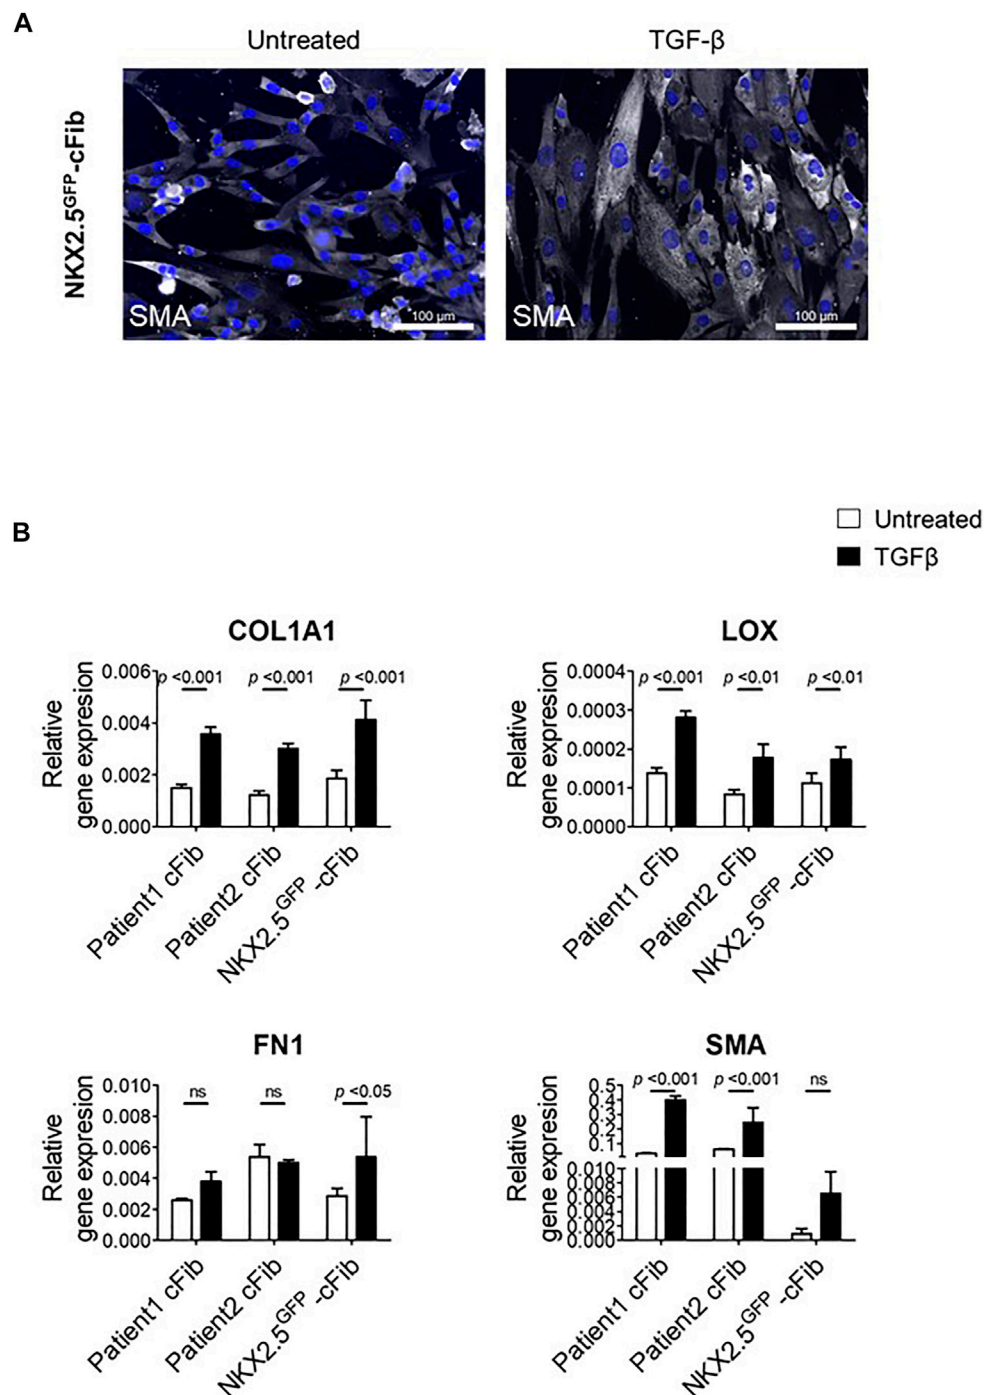 A
Untreated
TGF-β
NKX2.5GFP-cFib
SMA
100 µm
SMA
100 µm
B
Untreated
TGFβ
COL1A1
Relative
gene expresion
0.006
0.004
0.002
0.000
p <0.001
p <0.001
p <0.001
Patient1 cFib
Patient2 cFib
NKX2.5GFP -cFib
LOX
Relative
gene expresion
0.0004
0.0003
0.0002
0.0001
0.0000
p <0.001
p <0.01
p <0.01
Patient1 cFib
Patient2 cFib
NKX2.5GFP -cFib
FN1
Relative
gene expresion
0.010
0.008
0.006
0.004
0.002
0.000
ns
ns
p <0.05
Patient1 cFib
Patient2 cFib
NKX2.5GFP -cFib
SMA
Relative
gene expresion
0.5
0.4
0.3
0.2
0.1
0.010
0.008
0.006
0.004
0.002
0.000
p <0.001
p <0.001
ns
Patient1 cFib
Patient2 cFib
NKX2.5GFP -cFib